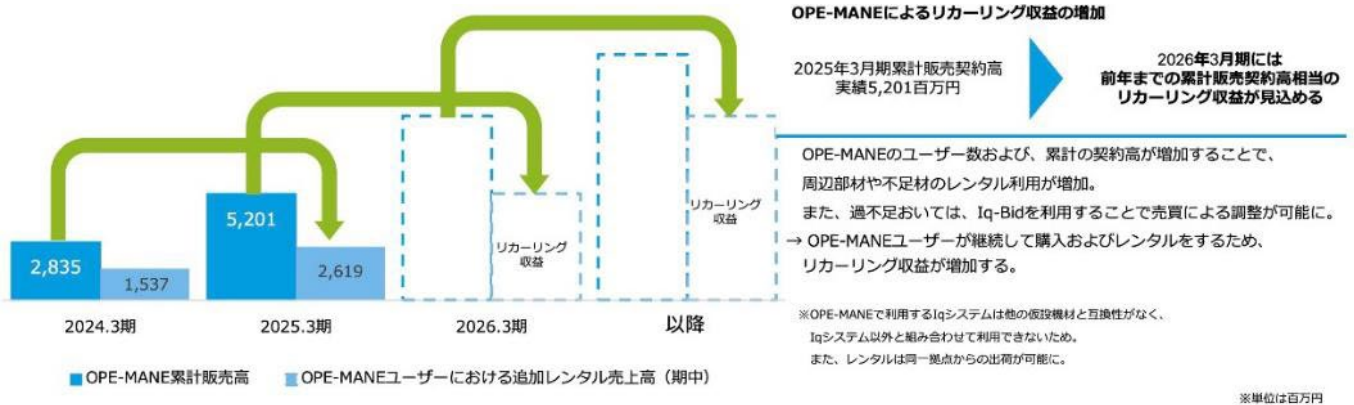 OPE-MANEによるリカーリング収益の増加
2025年3月期累計販売契約高
実績5,201百万円
2026年3月期には
前年までの累計販売契約高相当の
リカーリング収益が見込める
OPE-MANEのユーザー数および、累計の契約高が増加することで、
周辺部材や不足材のレンタル利用が増加。
また、過不足おいては、Iq-Bidを利用することで売買による調整が可能に。
→ OPE-MANEユーザーが継続して購入およびレンタルをするため、
リカーリング収益が増加する。
※OPE-MANEで利用するIqシステムは他の仮設機材と互換性がなく、
Iqシステム以外と組み合わせて利用できないため。
また、レンタルは同一拠点からの出荷が可能に。
2,835
1,537
5,201
2,619
リカーリング
収益
リカーリング
収益
2024.3期
2025.3期
2026.3期
以降
OPE-MANE累計販売高
OPE-MANEユーザーにおける追加レンタル売上高（期中）
※単位は百万円